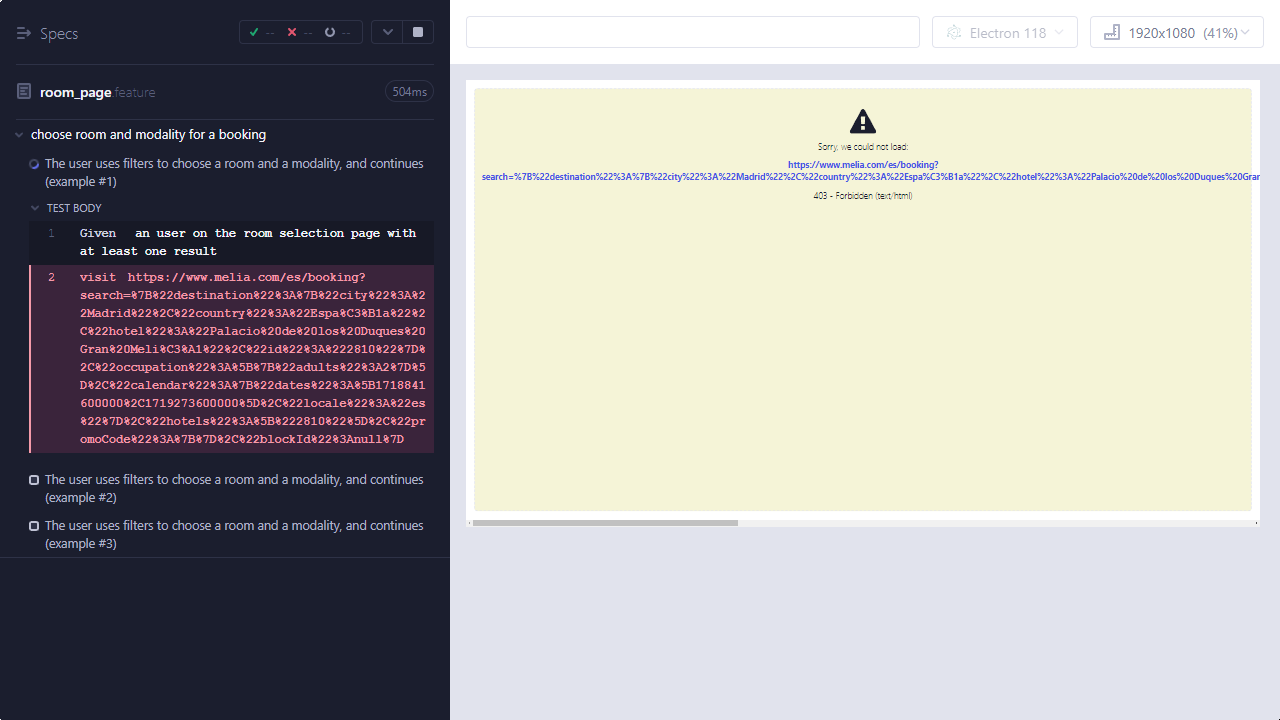 Specs
-- -- --
room_page.feature
504ms
choose room and modality for a booking
The user uses filters to choose a room and a modality, and continues
(example #1)
TEST BODY
1 Given an user on the room selection page with
at least one result
2 visit https://www.melia.com/es/booking?
search=%7B%22destination%22%3A%7B%22city%22%3A%2
2Madrid%22%2C%22country%22%3A%22Espa%C3%B1a%22%2
C%22hotel%22%3A%22Palacio%20de%20los%20Duques%20
Gran%20Meli%C3%A1%22%2C%22id%22%3A%222810%22%7D%
2C%22occupation%22%3A%5B%7B%22adults%22%3A2%7D%5
D%2C%22calendar%22%3A%7B%22dates%22%3A%5B1718841
600000%2C1719273600000%5D%2C%22locale%22%3A%22es
%22%7D%2C%22hotels%22%3A%5B%222810%22%5D%2C%22pr
omoCode%22%3A%7B%7D%2C%22blockId%22%3Anull%7D
The user uses filters to choose a room and a modality, and continues
(example #2)
The user uses filters to choose a room and a modality, and continues
(example #3)
Electron 118
1920x1080 (41%)
Sorry, we could not load:
https://www.melia.com/es/booking?
search=%7B%22destination%22%3A%7B%22city%22%3A%22Madrid%22%2C%22country%22%3A%22Espa%C3%B1a%22%2C%22hotel%22%3A%22Palacio%20de%20los%20Duques%20Gran
403 - Forbidden (text/html)